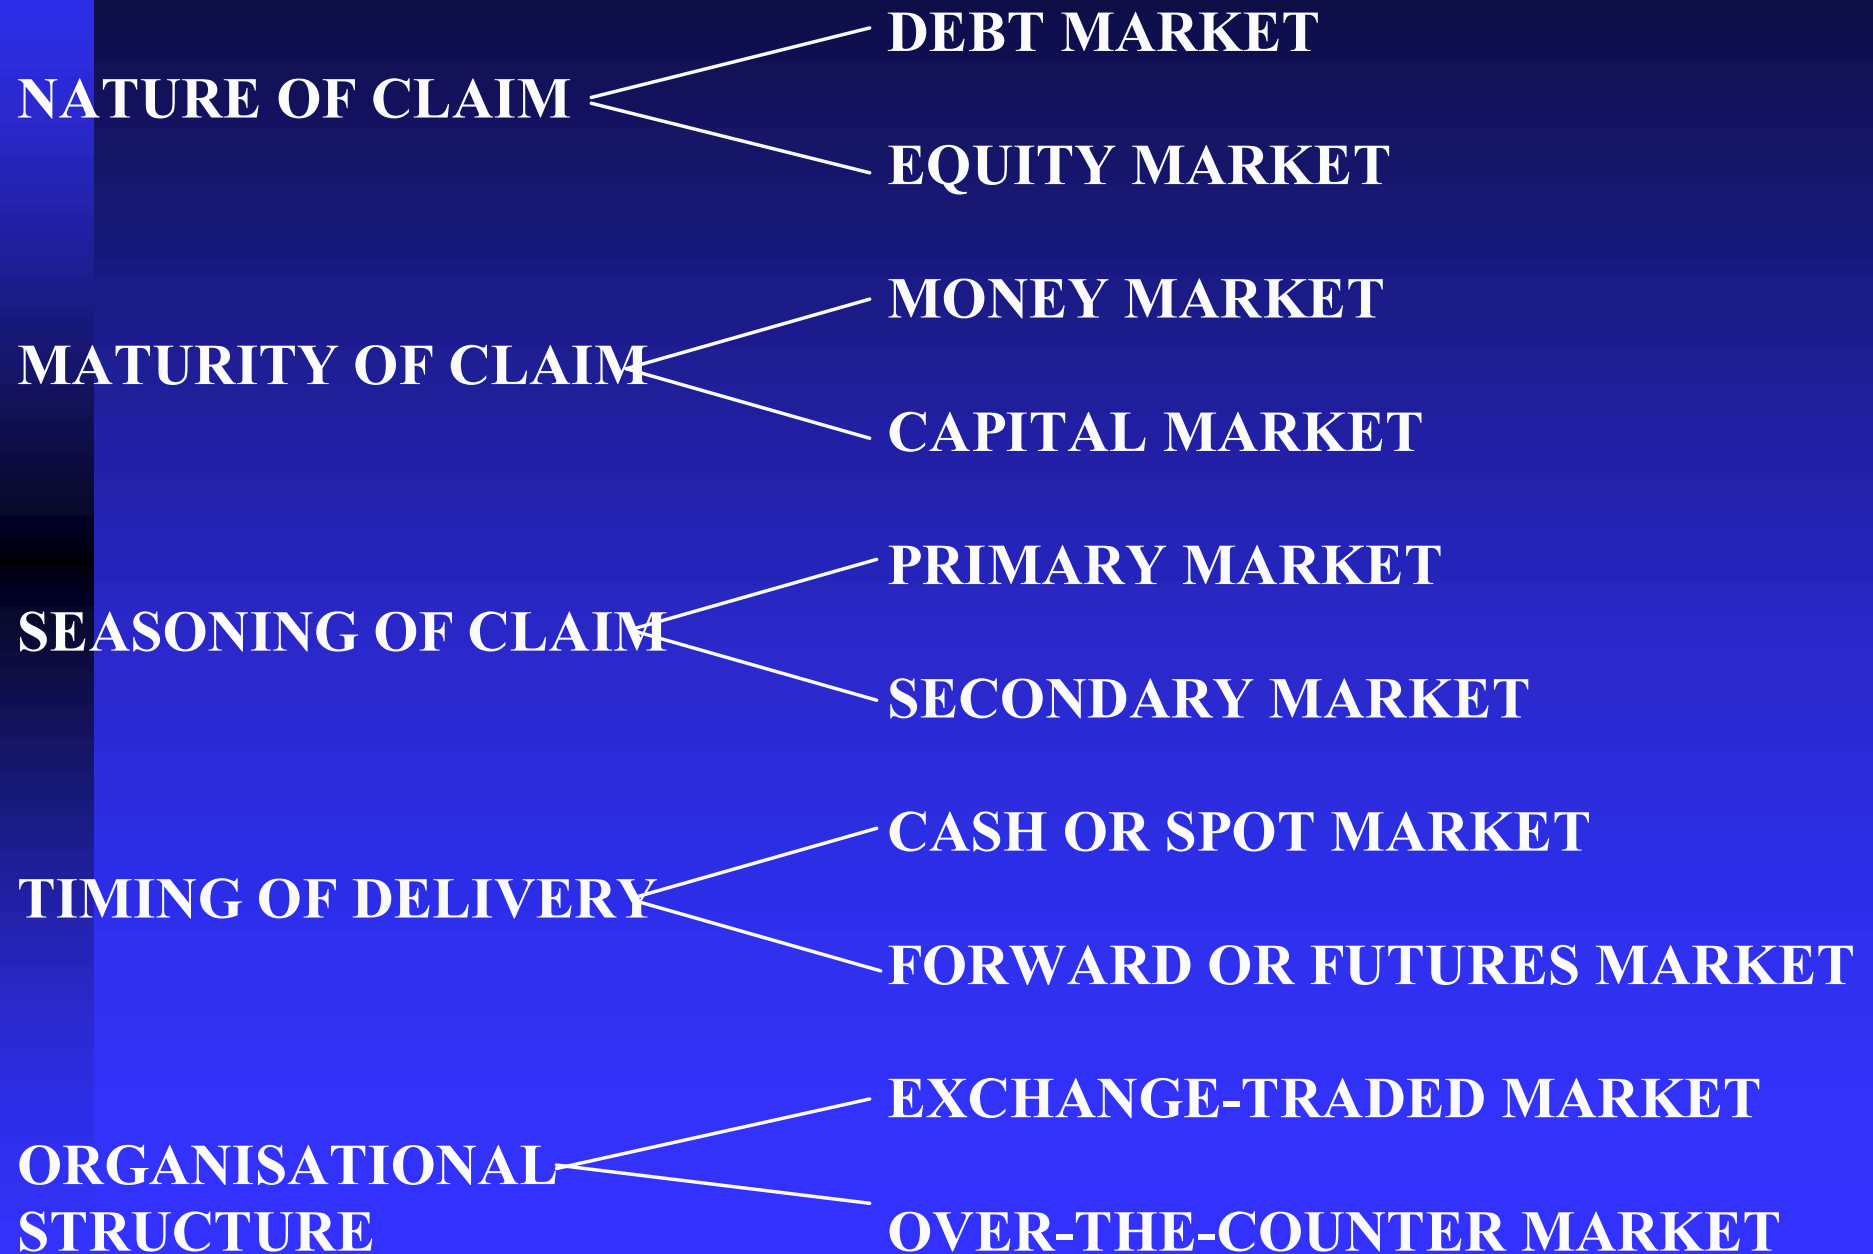 DEBT MARKET
NATURE OF CLAIM
EQUITY MARKET
MONEY MARKET
MATURITY OF CLAIM
CAPITAL MARKET
PRIMARY MARKET
SEASONING OF CLAIM
SECONDARY MARKET
CASH OR SPOT MARKET
TIMING OF DELIVERY
FORWARD OR FUTURES MARKET
EXCHANGE-TRADED MARKET
ORGANISATIONAL
STRUCTURE
OVER-THE-COUNTER MARKET